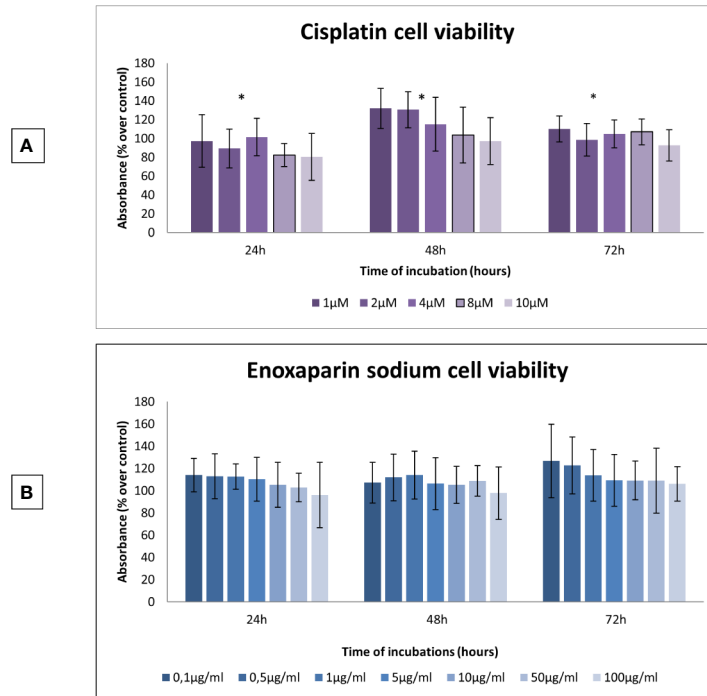 A
Cisplatin cell viability
Absorbance (% over control)
180
160
140
120
100
80
60
40
20
0
*
*
*
24h
48h
72h
Time of incubation (hours)
1µM 2µM 4µM 8µM 10µM
B
Enoxaparin sodium cell viability
Absorbance (% over control)
180
160
140
120
100
80
60
40
20
0
24h
48h
72h
Time of incubations (hours)
0,1µg/ml 0,5µg/ml 1µg/ml 5µg/ml 10µg/ml 50µg/ml 100µg/ml